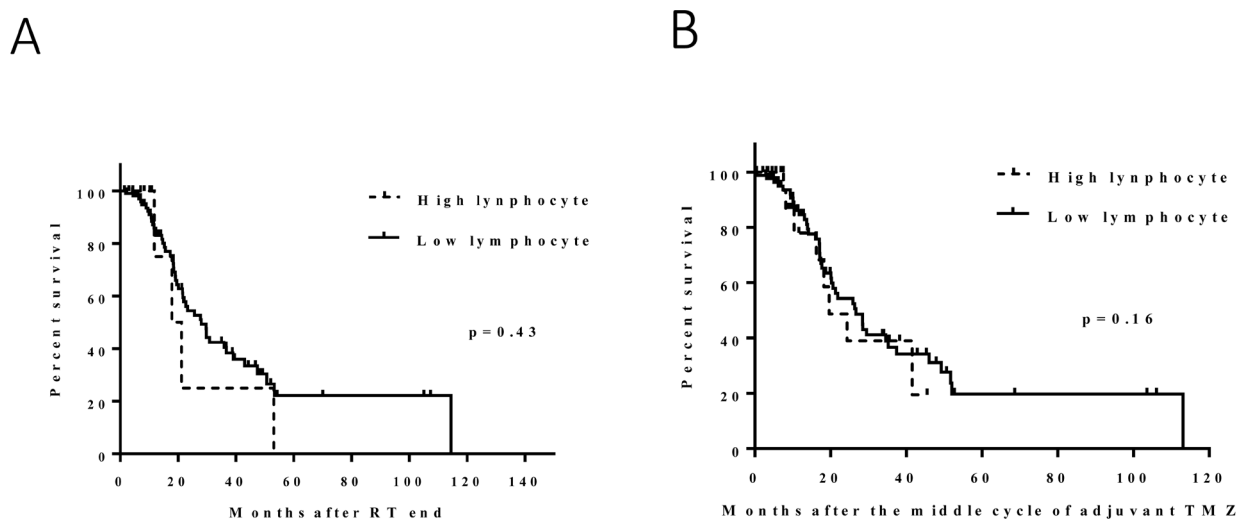 A
Percent survival
100
80
60
40
20
0
0 20 40 60 80 100 120 140
Months after RT end
High lynphocyte
Low lymphocyte
p=0.43
B
Percent survival
100
80
60
40
20
0
0 20 40 60 80 100 120
Months after the middle cycle of adjuvant TMZ
High lymphocyte
Low lymphocyte
p=0.16